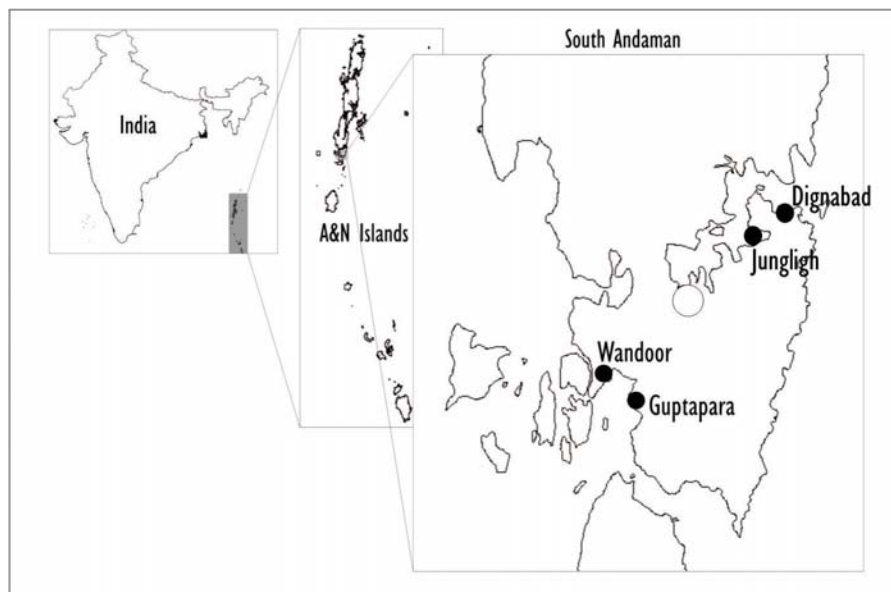 South Andaman
India
A&N Islands
Dignabad
Jungligh
Wandoor
Guptapara